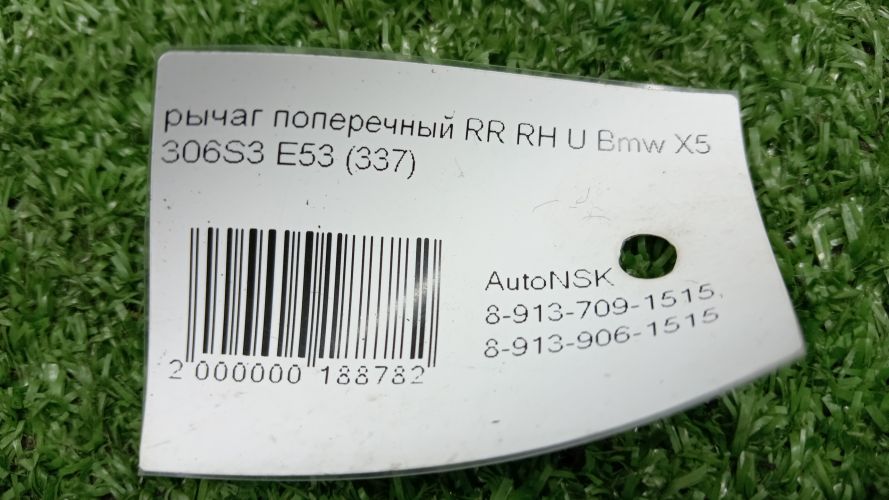 рычаг поперечный RR RH U Bmw X5
306S3 E53 (337)
AutoNSK
8-913-709-1515,
8-913-906-1515
2 000000 188782